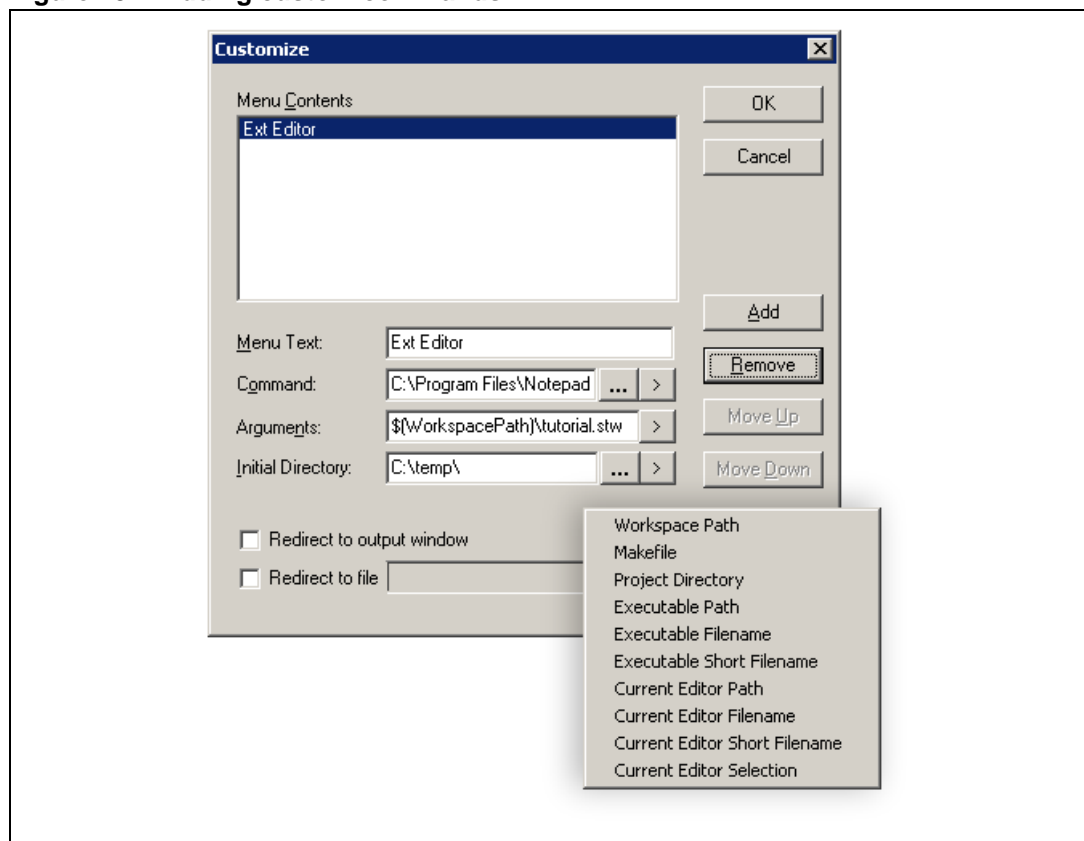 Customize
Menu Contents
OK
Ext Editor
Cancel
Add
Menu Text: Ext Editor
Remove
Command: C:\Program Files\Notepad ... >
Move Up
Arguments: $(WorkspacePath)\tutorial.stw >
Initial Directory: C:\temp\ ... >
Move Down
Redirect to output window
Redirect to file
Workspace Path
Makefile
Project Directory
Executable Path
Executable Filename
Executable Short Filename
Current Editor Path
Current Editor Filename
Current Editor Short Filename
Current Editor Selection